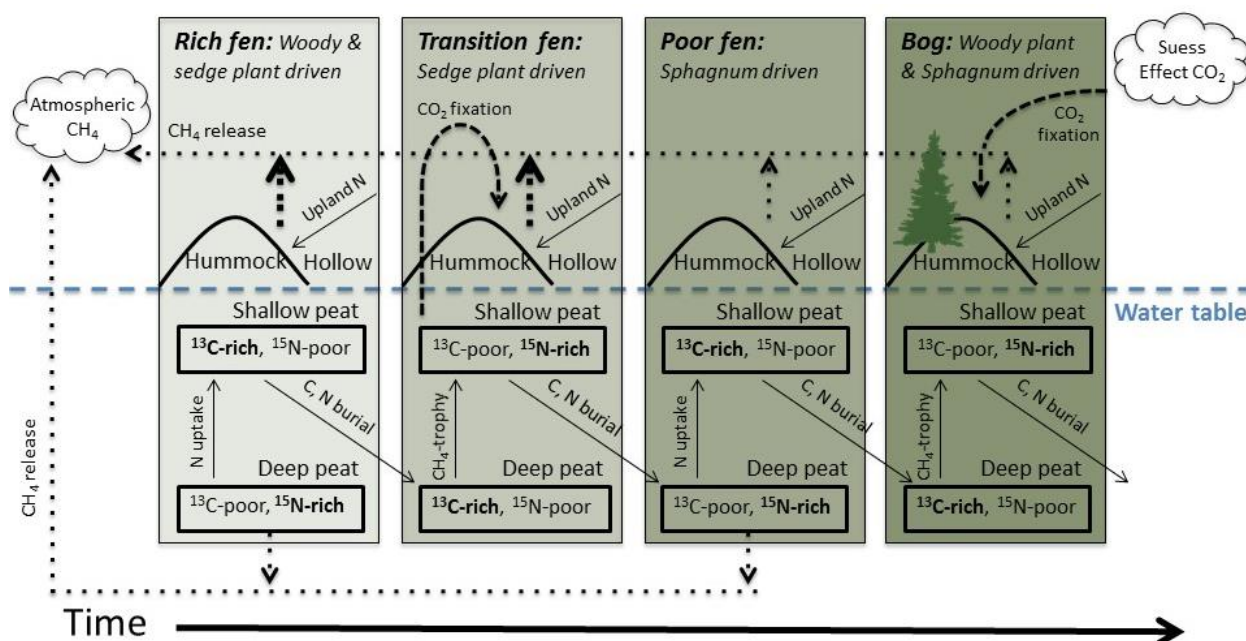 Rich fen: Woody &
sedge plant driven
Transition fen:
Sedge plant driven
Poor fen:
Sphagnum driven
Bog: Woody plant
& Sphagnum driven
Suess
Effect CO₂
Atmospheric
CH₄
CH₄ release
CO₂ fixation
CO₂
fixation
Upland N
Upland N
Upland N
Upland N
Hummock
Hollow
Hummock
Hollow
Hummock
Hollow
Hummock
Hollow
Water table
Shallow peat
¹³C-rich, ¹⁵N-poor
Shallow peat
¹³C-poor, ¹⁵N-rich
Shallow peat
¹³C-rich, ¹⁵N-poor
Shallow peat
¹³C-poor, ¹⁵N-rich
N uptake
C, N burial
CH₄-trophy
C, N burial
N uptake
C, N burial
CH₄-trophy
C, N burial
Deep peat
¹³C-poor, ¹⁵N-rich
Deep peat
¹³C-rich, ¹⁵N-poor
Deep peat
¹³C-poor, ¹⁵N-rich
Deep peat
¹³C-rich, ¹⁵N-poor
CH₄ release
Time